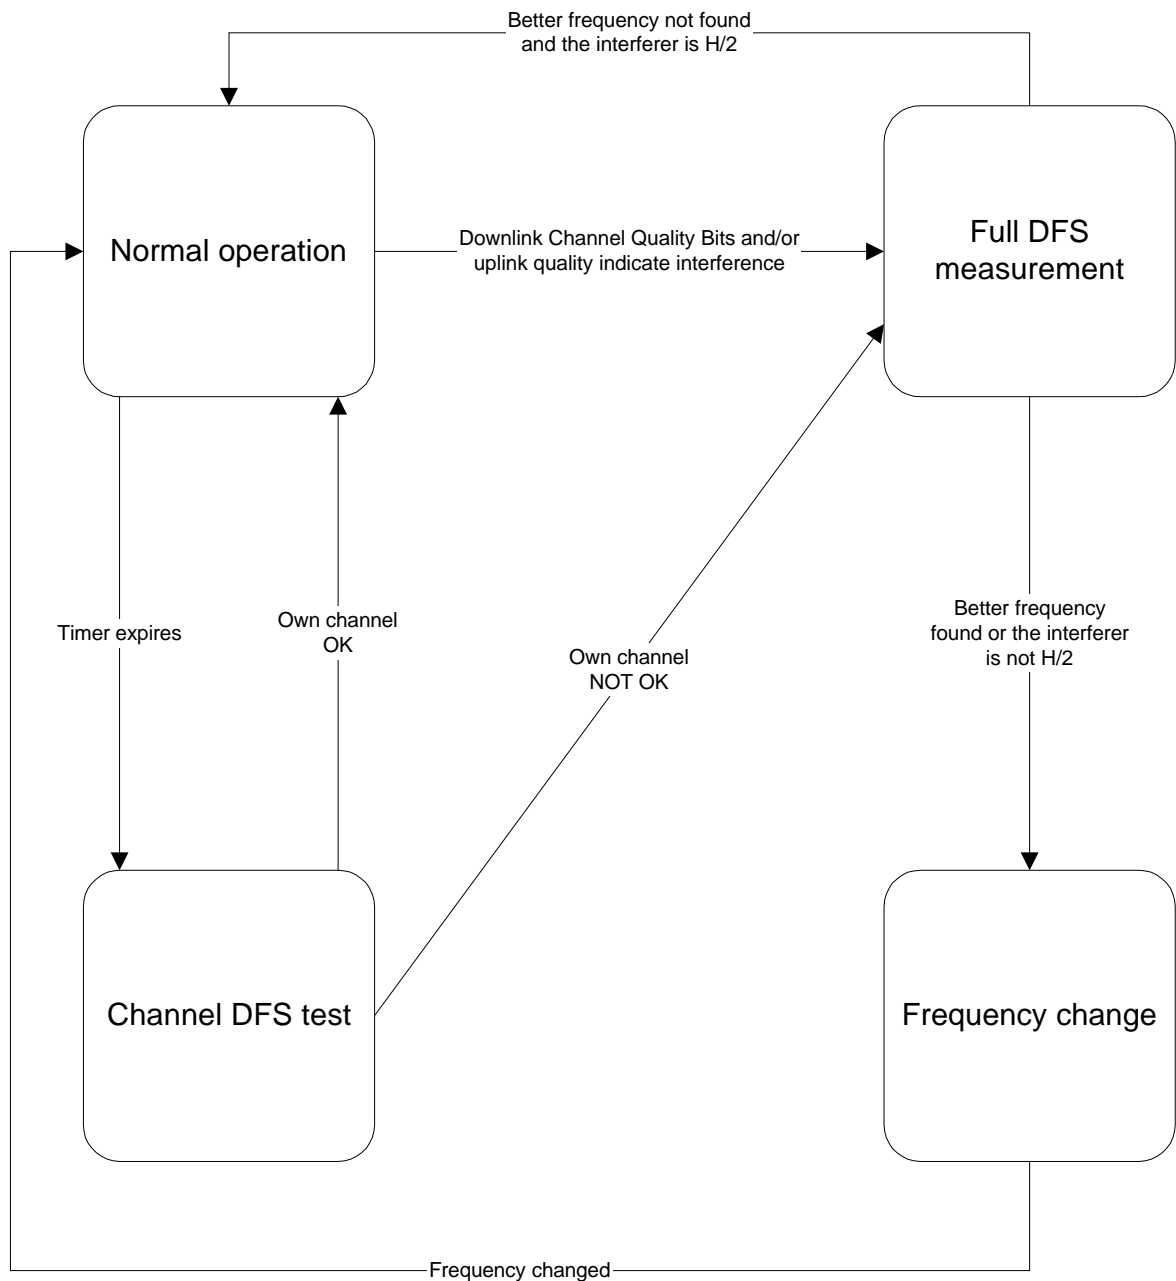 Better frequency not found
and the interferer is H/2
Normal operation
Downlink Channel Quality Bits and/or
uplink quality indicate interference
Full DFS
measurement
Timer expires
Own channel
OK
Own channel
NOT OK
Better frequency
found or the interferer
is not H/2
Channel DFS test
Frequency change
Frequency changed